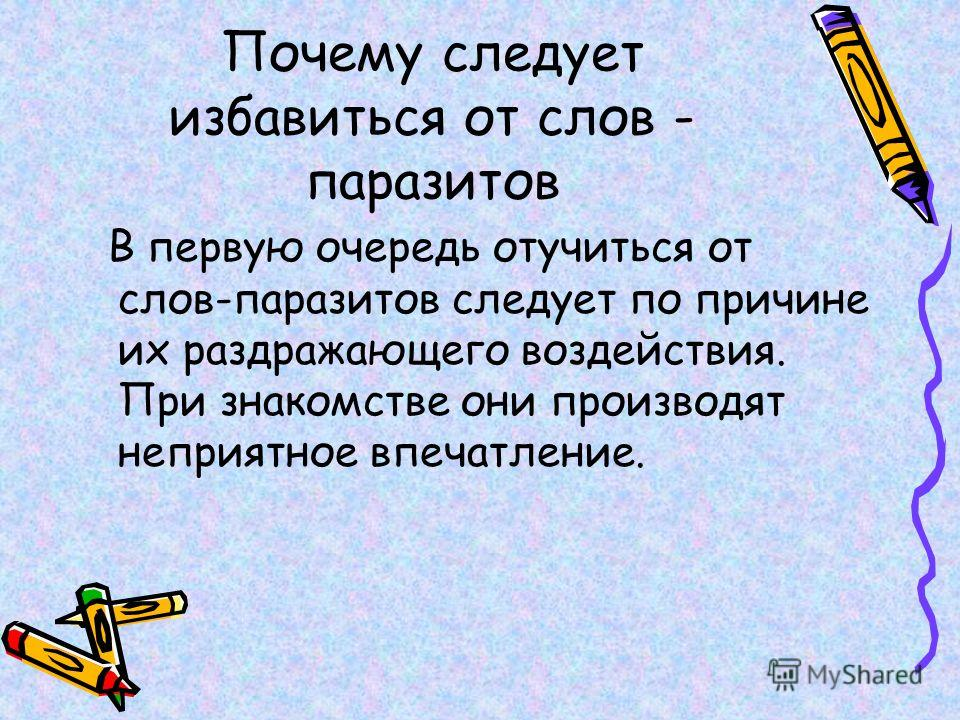 Почему следует
избавиться от слов -
паразитов
В первую очередь отучиться от
слов-паразитов следует по причине
их раздражающего воздействия.
При знакомстве они производят
неприятное впечатление.
MyShared